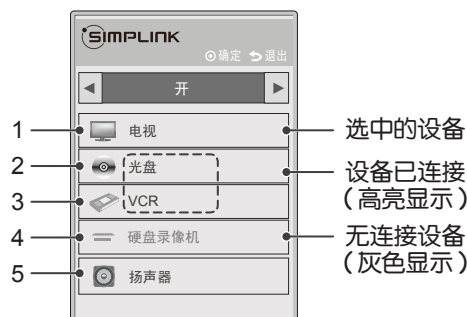 SIMPLINK
确定 退出
开
1 电视 选中的设备
2 光盘 设备已连接
（高亮显示）
3 VCR
4 硬盘录像机 无连接设备
（灰色显示）
5 扬声器